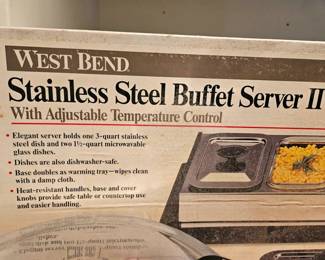 WEST BEND
Stainless Steel Buffet Server II
With Adjustable Temperature Control
• Elegant server holds one 3-quart stainless
steel dish and two 1½-quart microwavable
glass dishes.
• Dishes are also dishwasher-safe.
• Base doubles as warming tray—wipes clean
with a damp cloth.
• Heat-resistant handles, base and cover
knobs provide safe table or countertop use
and easier handling.